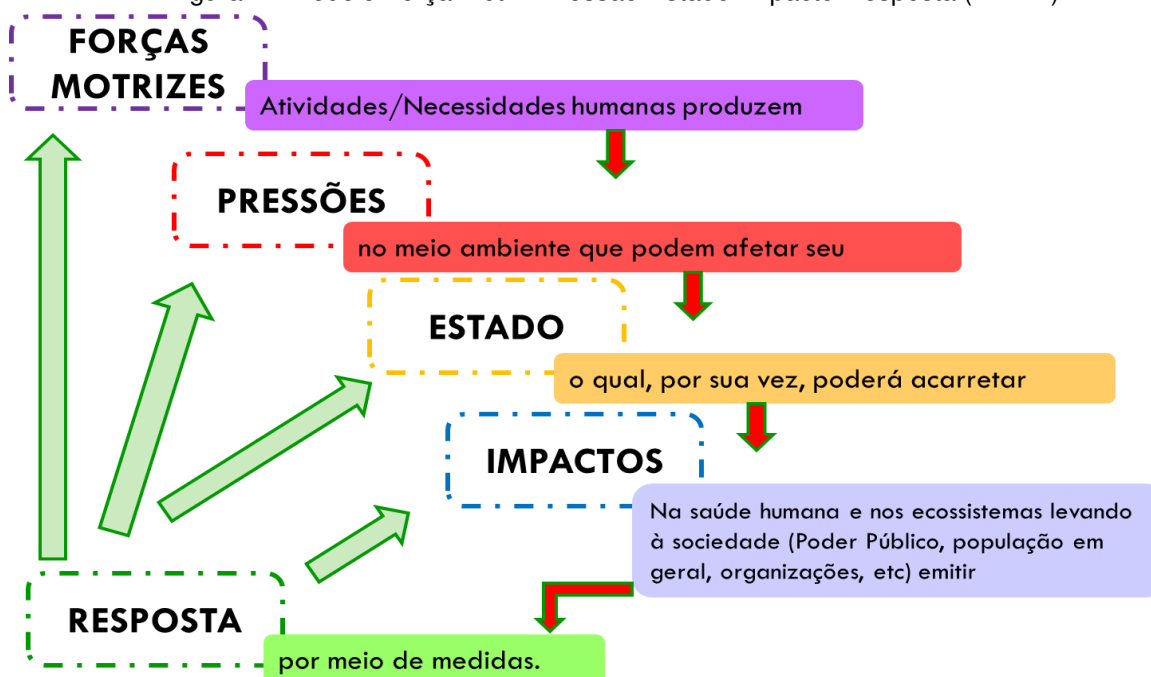 FORÇAS
MOTRIZES
Atividades/Necessidades humanas produzem
PRESSÕES
no meio ambiente que podem afetar seu
ESTADO
o qual, por sua vez, poderá acarretar
IMPACTOS
Na saúde humana e nos ecossistemas levando
à sociedade (Poder Público, população em
geral, organizações, etc) emitir
RESPOSTA
por meio de medidas.